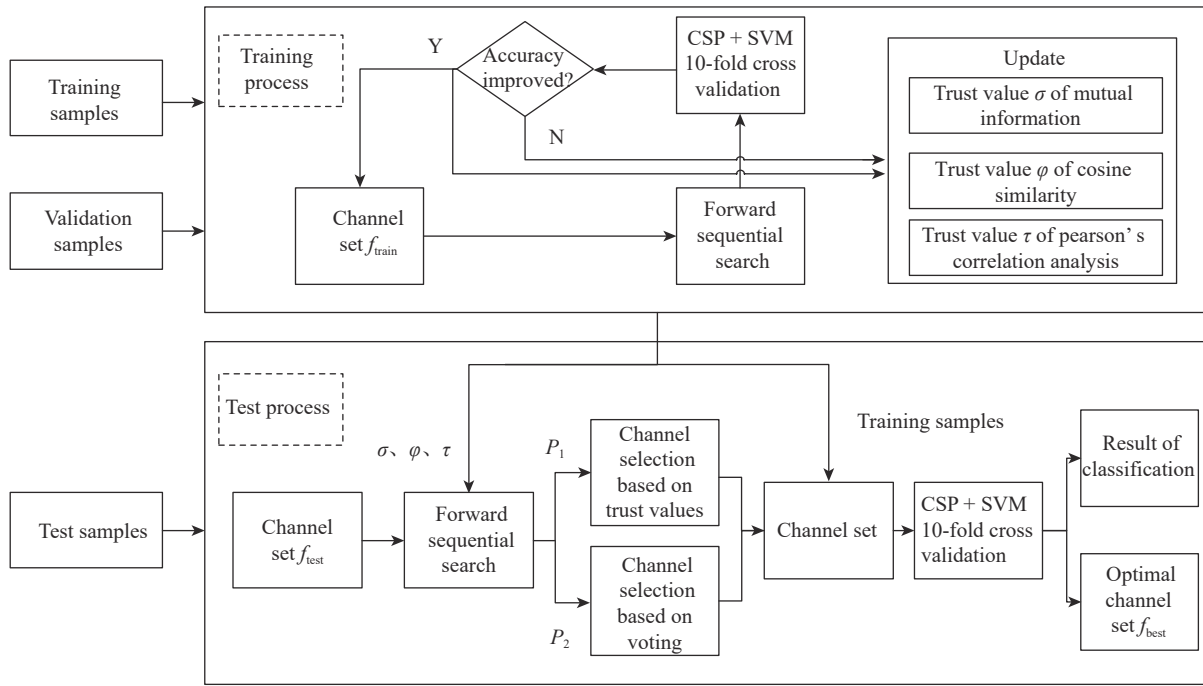 Training
samples
Validation
samples
Training
process
Y
Accuracy
improved?
N
CSP + SVM
10-fold cross
validation
Channel
set f_train
Forward
sequential
search
Update
Trust value σ of mutual
information
Trust value φ of cosine
similarity
Trust value τ of pearson's
correlation analysis
Test samples
Test process
σ、φ、τ
Channel
set f_test
Forward
sequential
search
P_1
P_2
Channel
selection
based on
trust values
Channel
selection
based on
voting
Training samples
Channel set
CSP + SVM
10-fold cross
validation
Result of
classification
Optimal
channel
set f_best